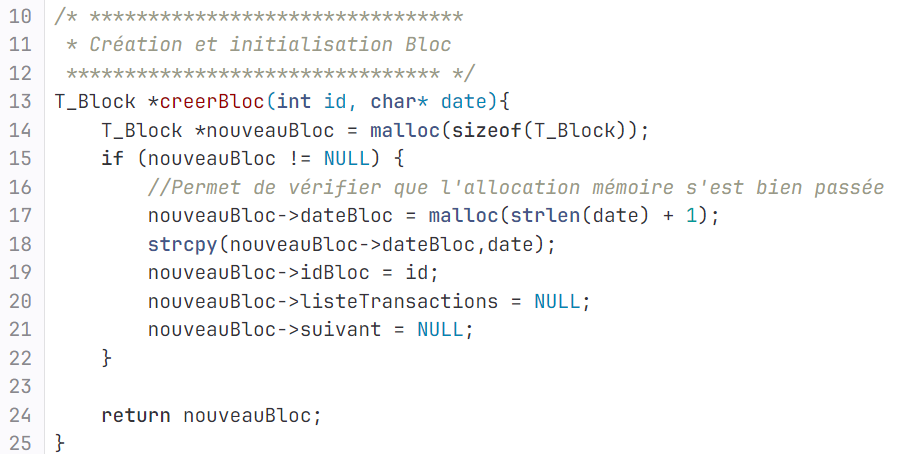 10 /* ********************************
11  * Création et initialisation Bloc
12  ******************************** */
13 T_Block *creerBloc(int id, char* date){
14     T_Block *nouveauBloc = malloc(sizeof(T_Block));
15     if (nouveauBloc != NULL) {
16         //Permet de vérifier que l'allocation mémoire s'est bien passée
17         nouveauBloc->dateBloc = malloc(strlen(date) + 1);
18         strcpy(nouveauBloc->dateBloc,date);
19         nouveauBloc->idBloc = id;
20         nouveauBloc->listeTransactions = NULL;
21         nouveauBloc->suivant = NULL;
22     }
23
24     return nouveauBloc;
25 }